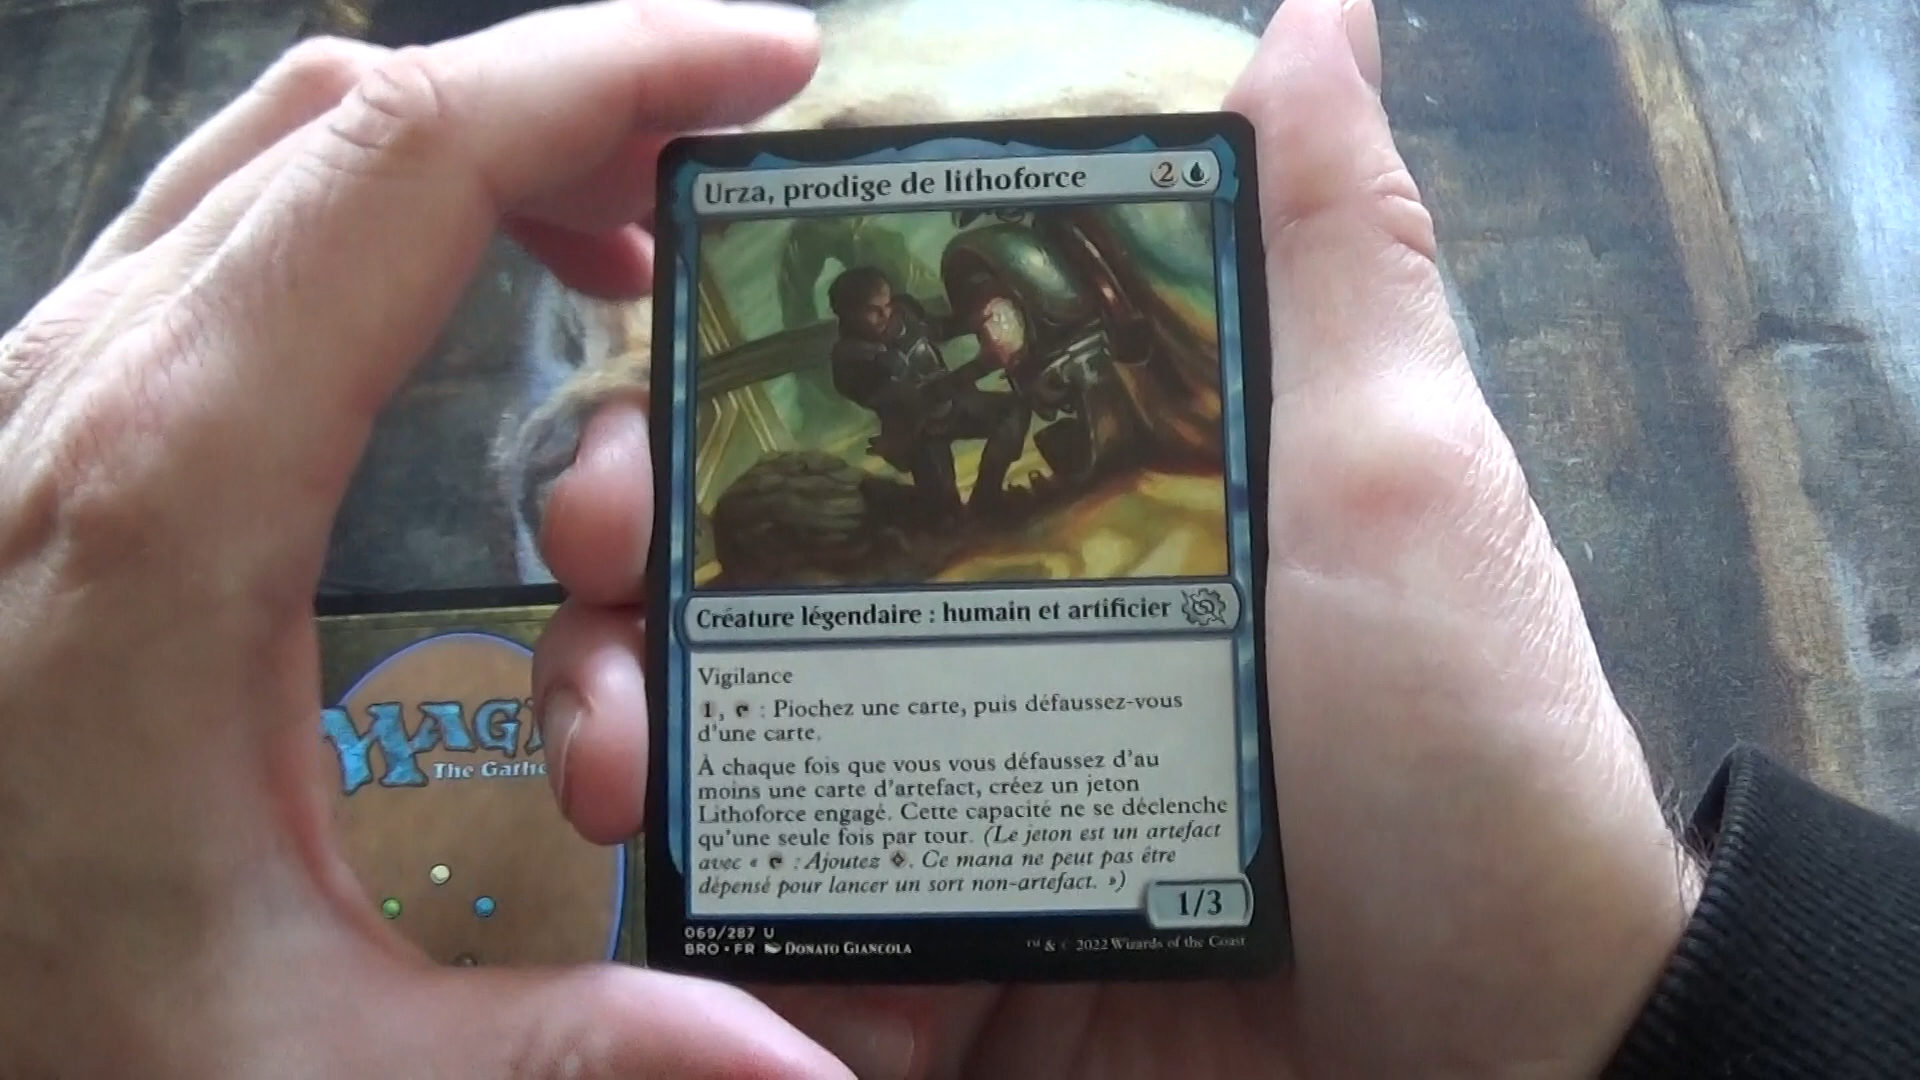 Urza, prodige de lithoforce 2
Créature légendaire : humain et artificier
Vigilance
1, : Piochez une carte, puis défaussez-vous
d'une carte.
À chaque fois que vous vous défaussez d'au
moins une carte d'artefact, créez un jeton
Lithoforce engagé. Cette capacité ne se déclenche
qu'une seule fois par tour. (Le jeton est un artefact
avec « : Ajoutez . Ce mana ne peut pas être
dépensé pour lancer un sort non-artefact. »)
1/3
069/287 U
BRO • FR Donato Giancola
™ & © 2022 Wizards of the Coast
MAGI
The Gathe